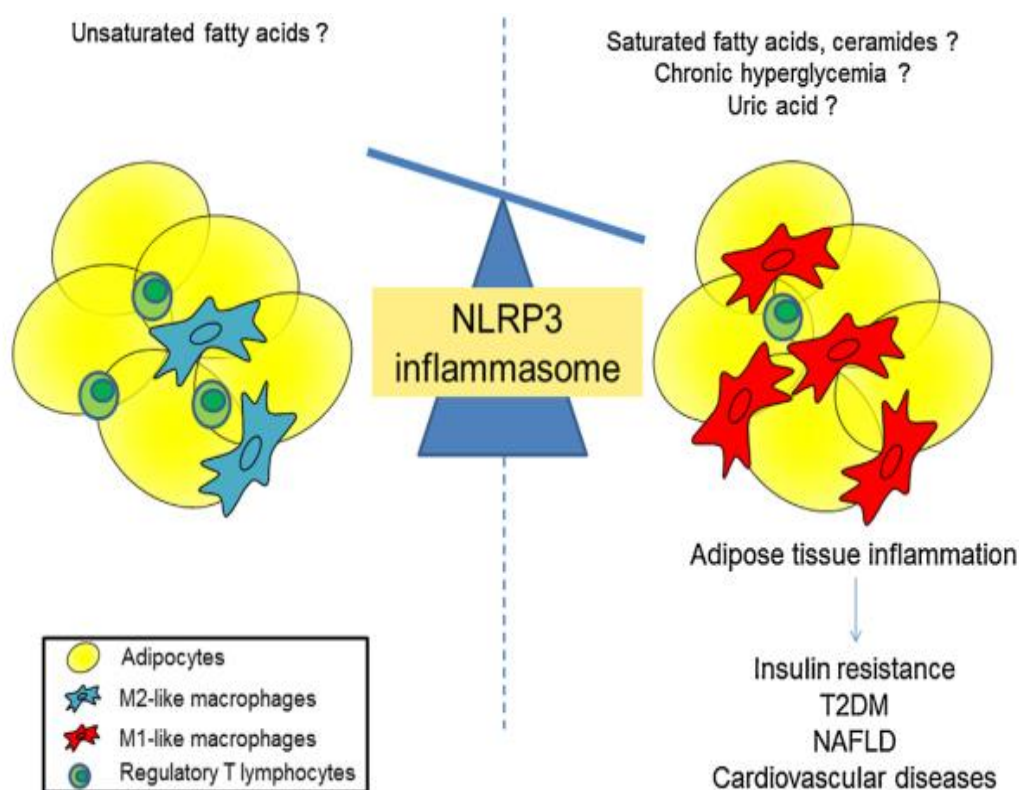 Unsaturated fatty acids ?
Saturated fatty acids, ceramides ?
Chronic hyperglycemia ?
Uric acid ?
NLRP3
inflammasome
Adipose tissue inflammation
Insulin resistance
T2DM
NAFLD
Cardiovascular diseases
Adipocytes
M2-like macrophages
M1-like macrophages
Regulatory T lymphocytes